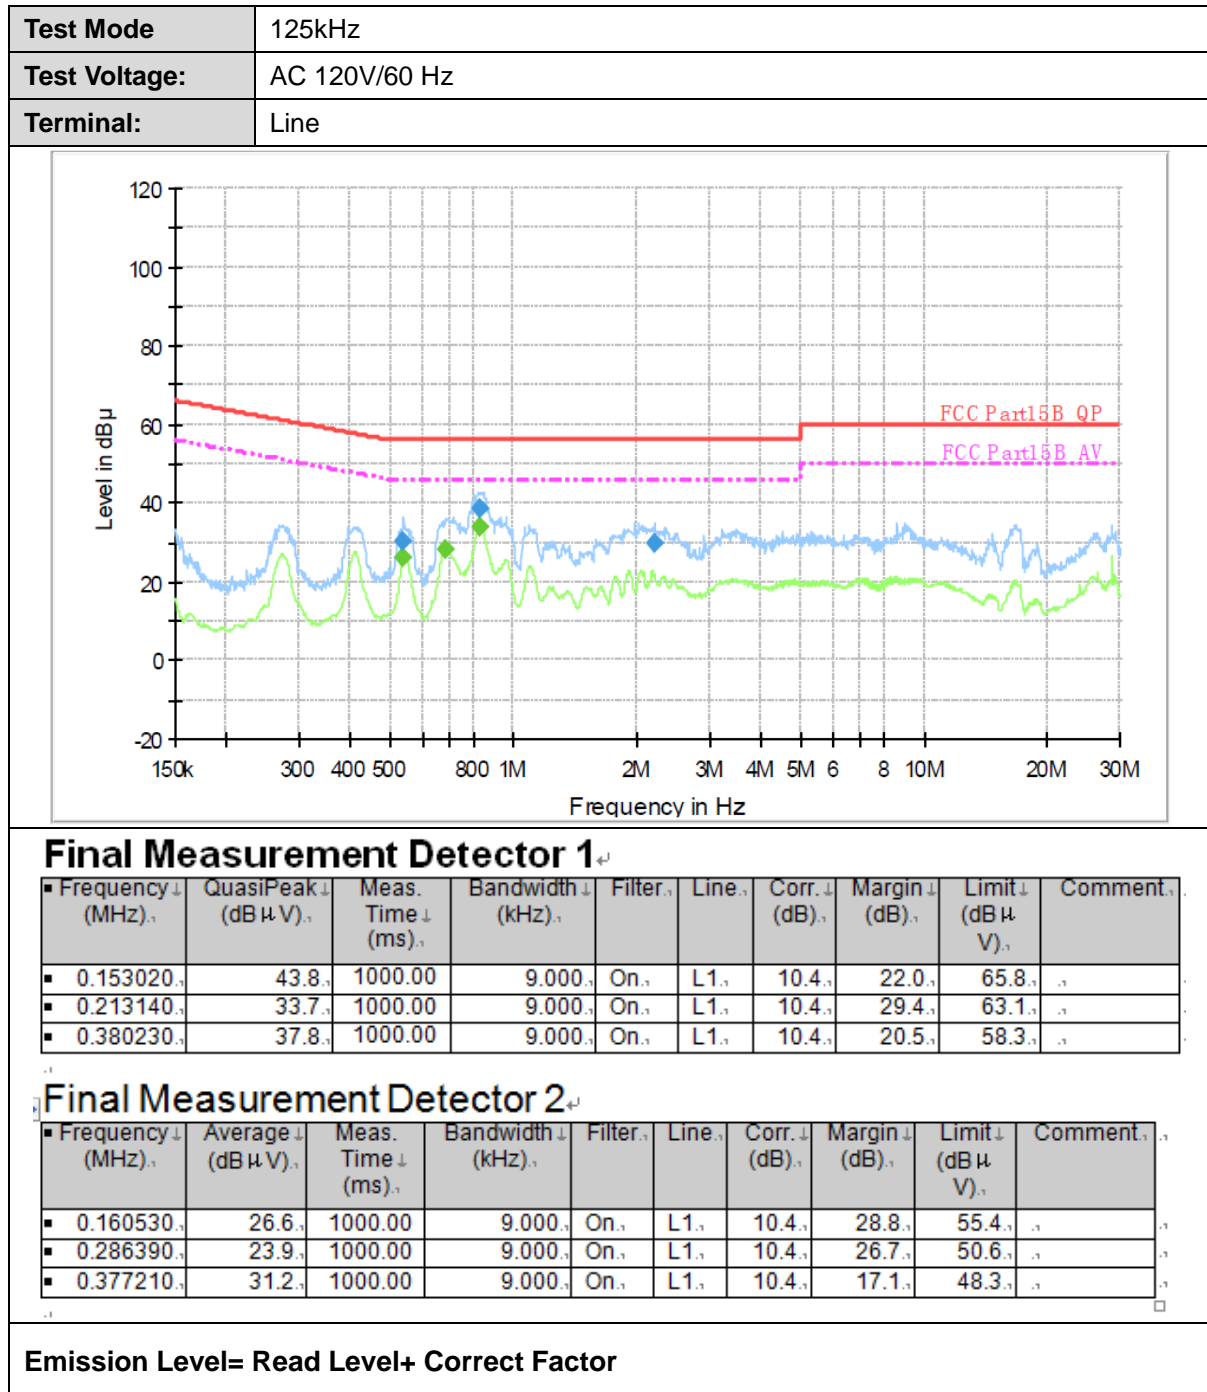 Test Mode 125kHz
Test Voltage: AC 120V/60 Hz
Terminal: Line
120
100
80
60
40
20
0
-20
Level in dBµ
FCC Part15B QP
FCC Part15B AV
150k 300 400 500 800 1M 2M 3M 4M 5M 6 8 10M 20M 30M
Frequency in Hz
Final Measurement Detector 1
Frequency QuasiPeak Meas. Bandwidth Filter Line Corr. Margin Limit Comment
(MHz) (dBµV) Time (kHz) (dB) (dB) (dBµ
(ms) V)
0.153020 43.8 1000.00 9.000 On L1 10.4 22.0 65.8
0.213140 33.7 1000.00 9.000 On L1 10.4 29.4 63.1
0.380230 37.8 1000.00 9.000 On L1 10.4 20.5 58.3
Final Measurement Detector 2
Frequency Average Meas. Bandwidth Filter Line Corr. Margin Limit Comment
(MHz) (dBµV) Time (kHz) (dB) (dB) (dBµ
(ms) V)
0.160530 26.6 1000.00 9.000 On L1 10.4 28.8 55.4
0.286390 23.9 1000.00 9.000 On L1 10.4 26.7 50.6
0.377210 31.2 1000.00 9.000 On L1 10.4 17.1 48.3
Emission Level= Read Level+ Correct Factor